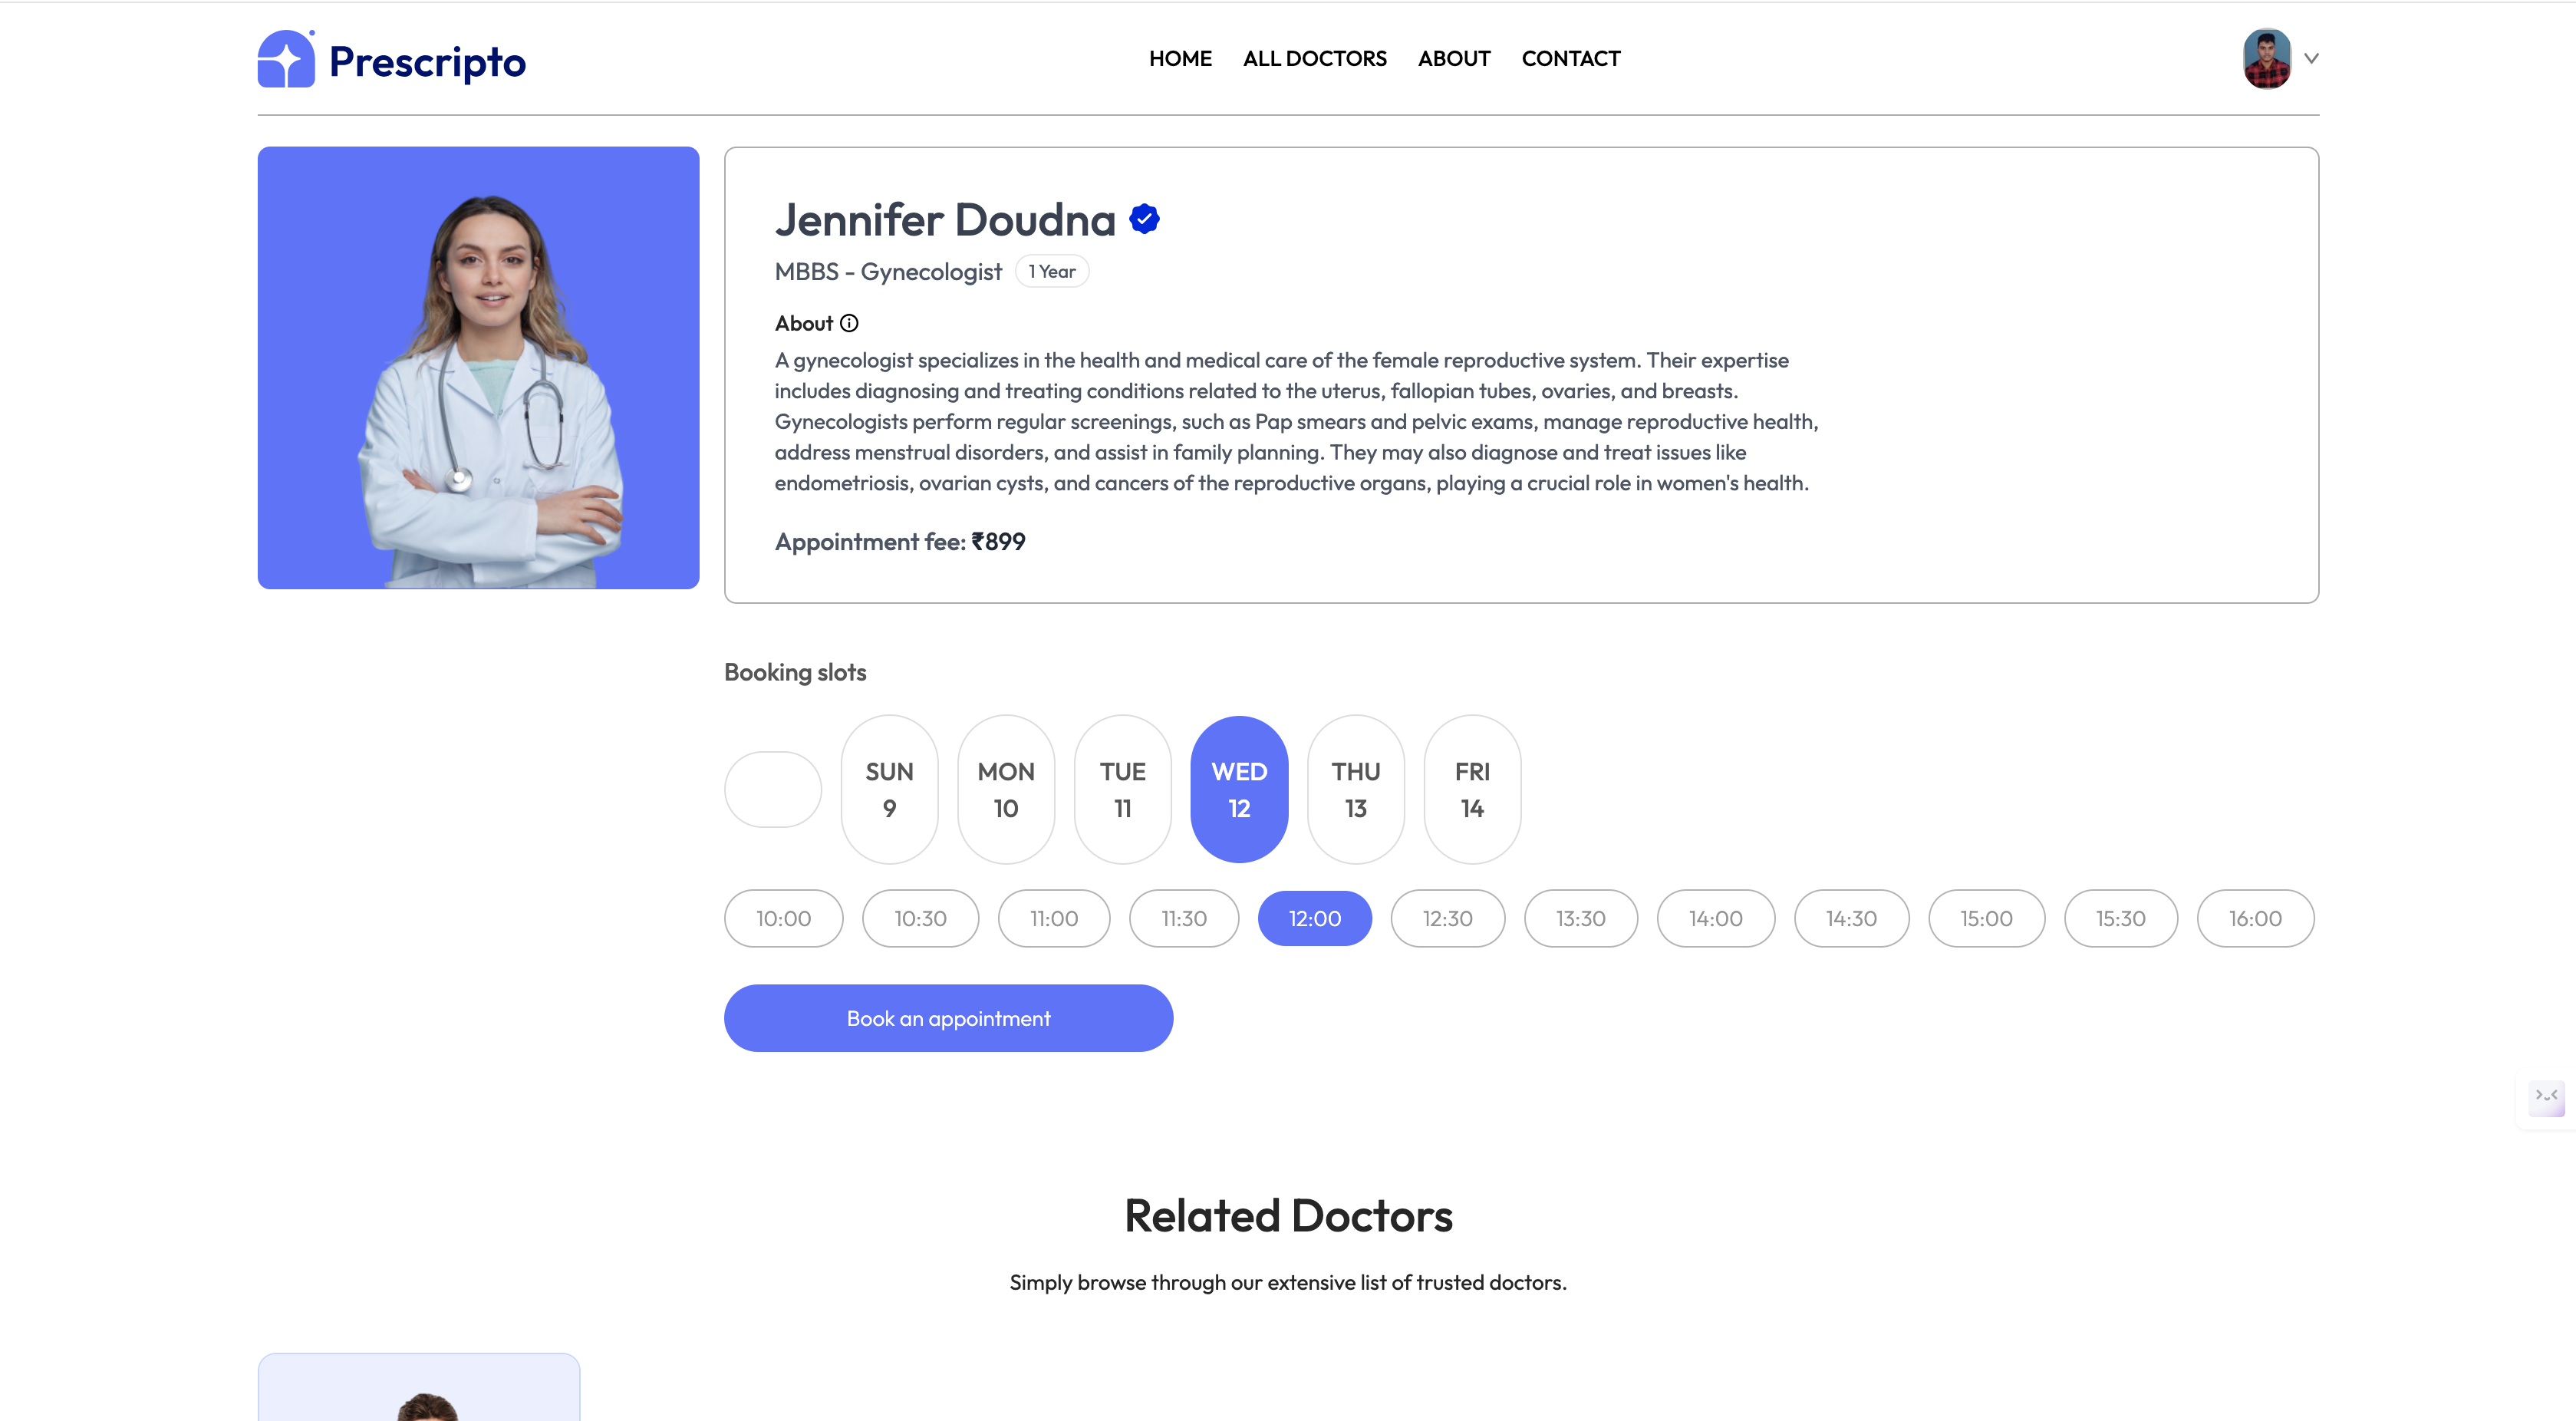 Prescripto
HOME ALL DOCTORS ABOUT CONTACT
Jennifer Doudna
MBBS - Gynecologist 1 Year
About
A gynecologist specializes in the health and medical care of the female reproductive system. Their expertise
includes diagnosing and treating conditions related to the uterus, fallopian tubes, ovaries, and breasts.
Gynecologists perform regular screenings, such as Pap smears and pelvic exams, manage reproductive health,
address menstrual disorders, and assist in family planning. They may also diagnose and treat issues like
endometriosis, ovarian cysts, and cancers of the reproductive organs, playing a crucial role in women's health.
Appointment fee: ₹899
Booking slots
SUN MON TUE WED THU FRI
9 10 11 12 13 14
10:00 10:30 11:00 11:30 12:00 12:30 13:30 14:00 14:30 15:00 15:30 16:00
Book an appointment
Related Doctors
Simply browse through our extensive list of trusted doctors.